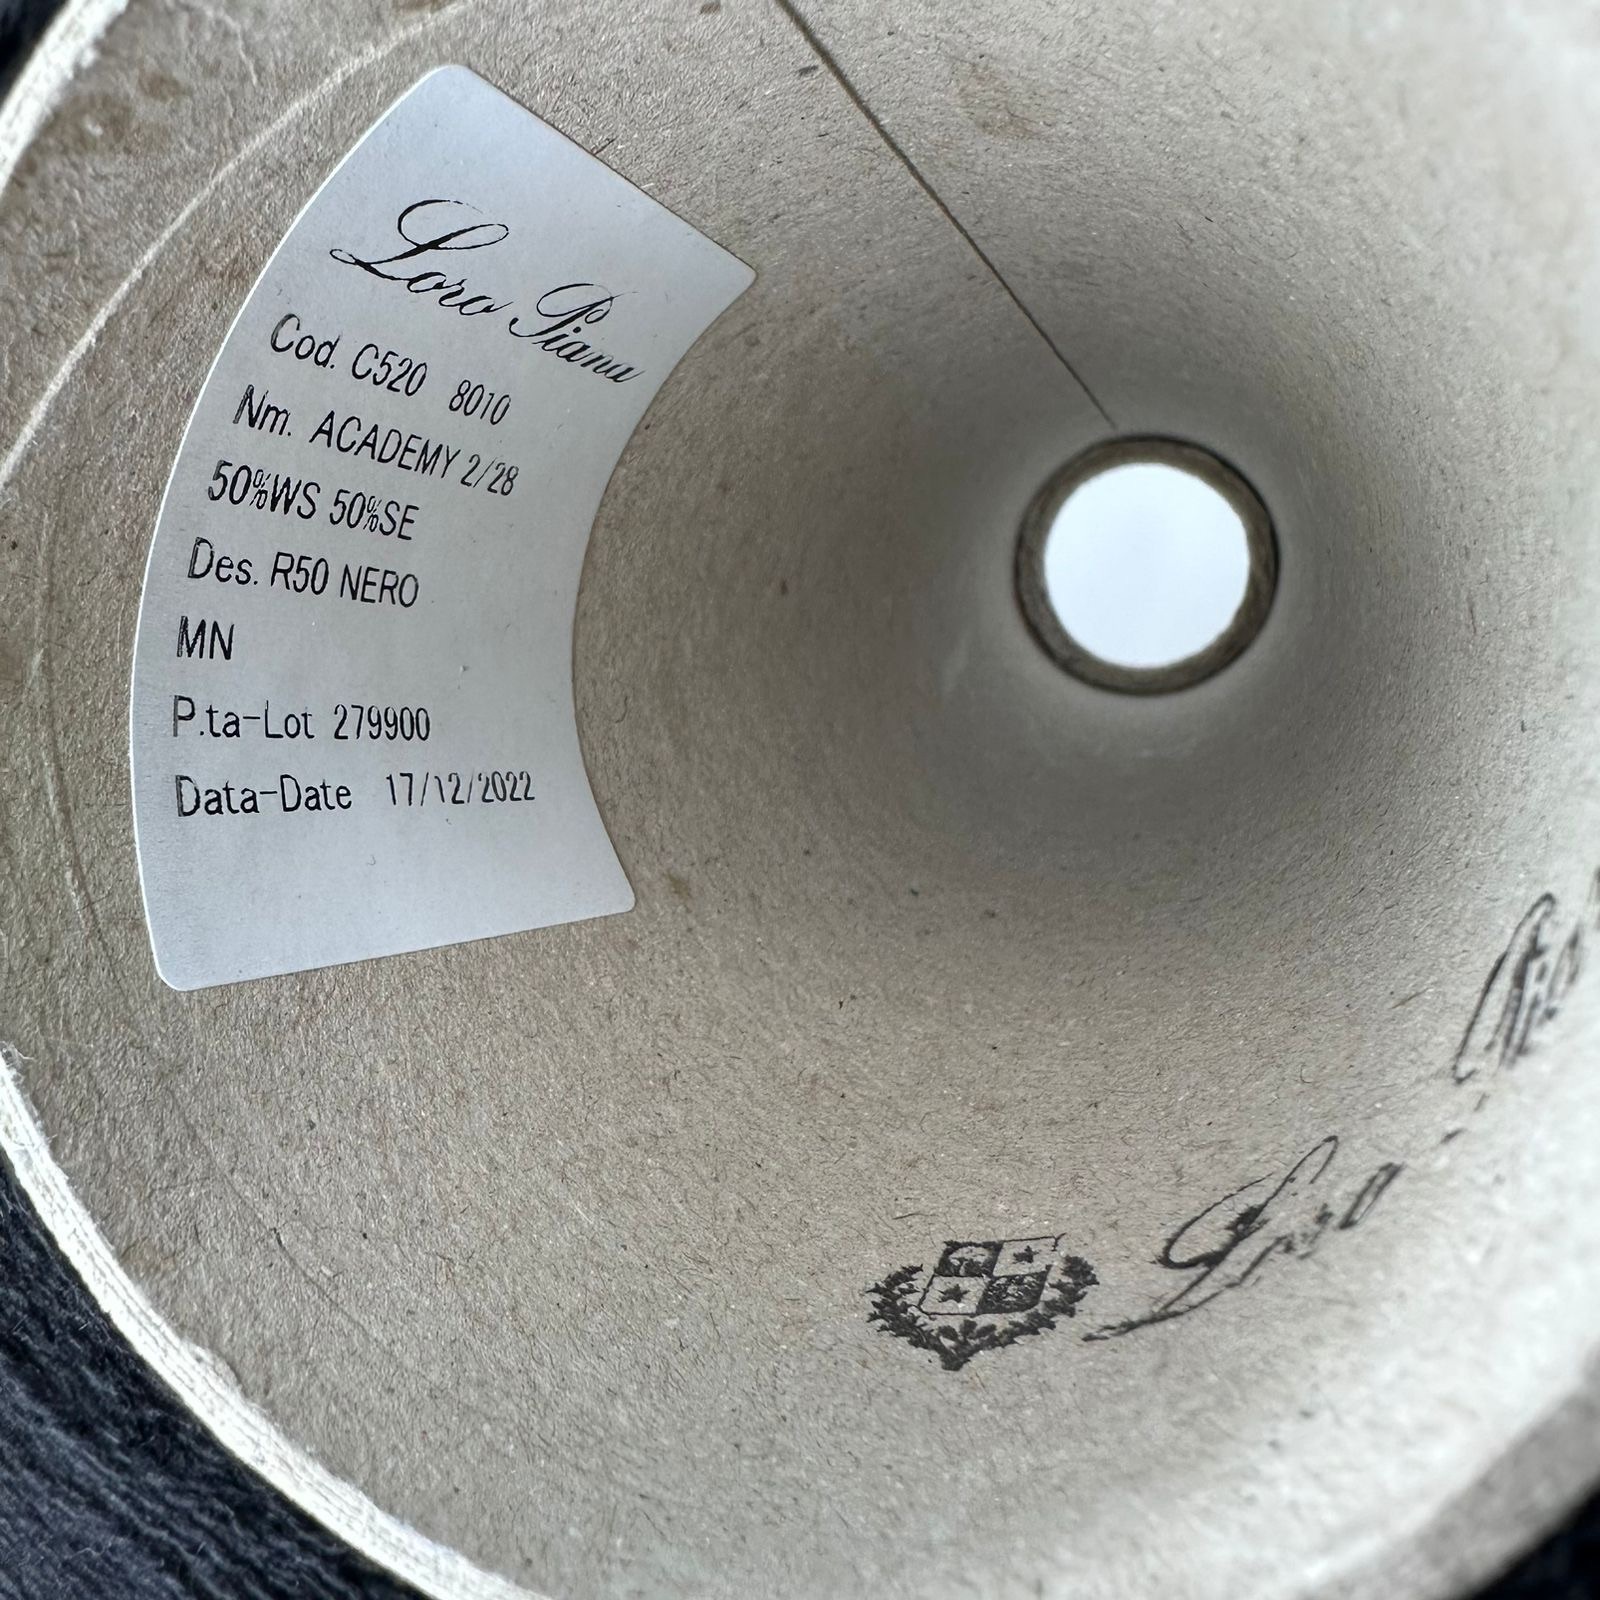 Loro Piana
Cod. C520 8010
Nm. ACADEMY 2/28
50%WS 50%SE
Des. R50 NERO
MN
P.ta-Lot 279900
Data-Date 17/12/2022
Loro